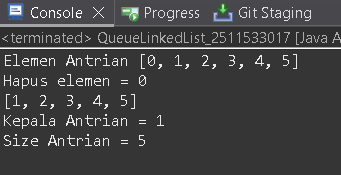 Console Progress Git Staging
<terminated> QueueLinkedList_2511533017 [Java A
Elemen Antrian [0, 1, 2, 3, 4, 5]
Hapus elemen = 0
[1, 2, 3, 4, 5]
Kepala Antrian = 1
Size Antrian = 5